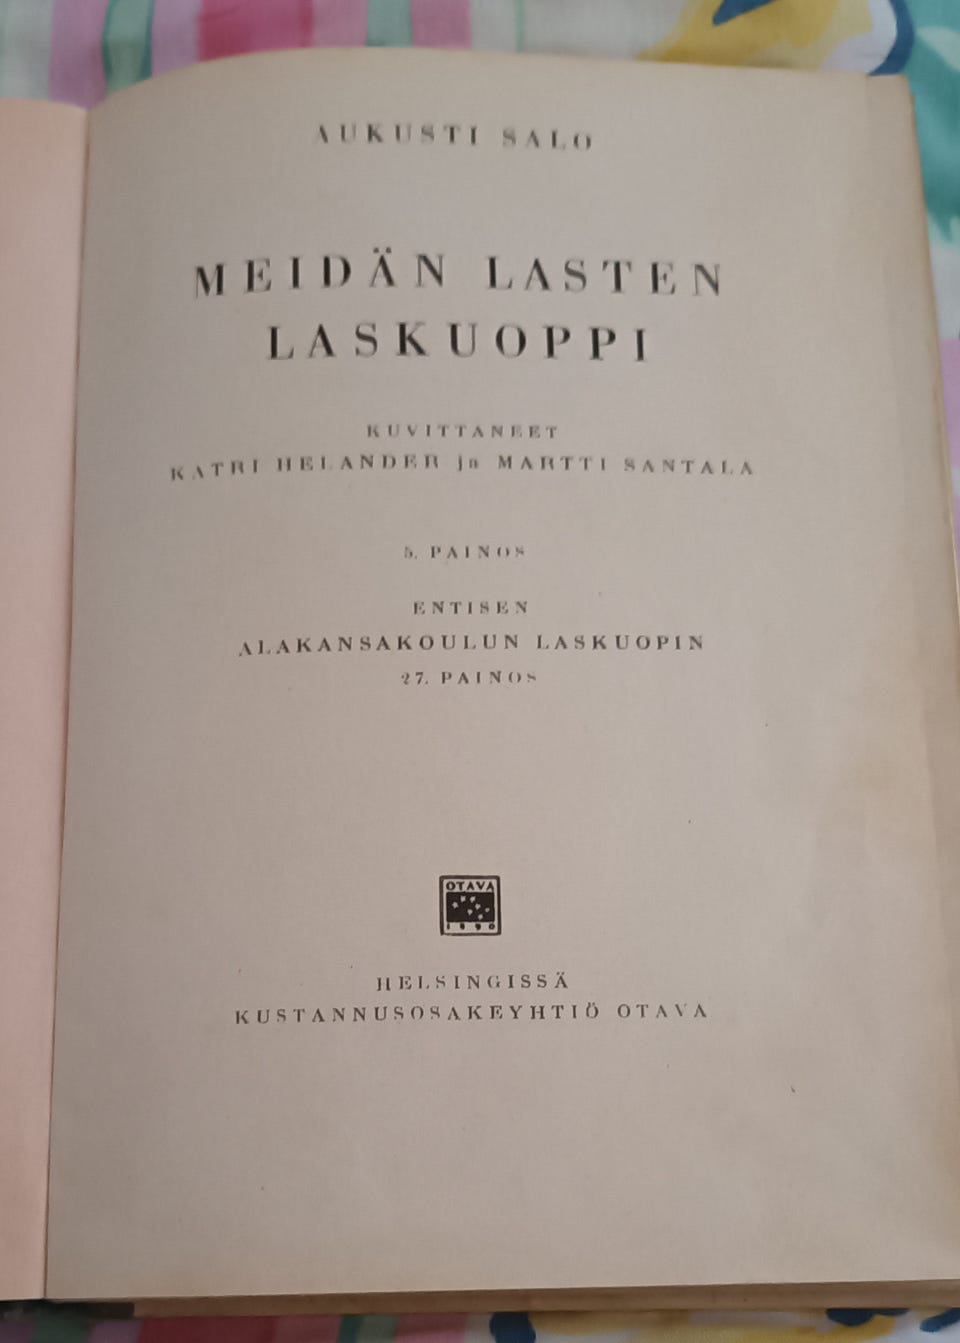 AUKUSTI SALO
MEIDÄN LASTEN
LASKUOPPI
KUVITTANEET
KATRI HELANDER ja MARTTI SANTALA
5. PAINOS
ENTISEN
ALAKANSAKOULUN LASKUOPIN
27. PAINOS
OTAVA
1890
HELSINGISSÄ
KUSTANNUSOSAKEYHTIÖ OTAVA